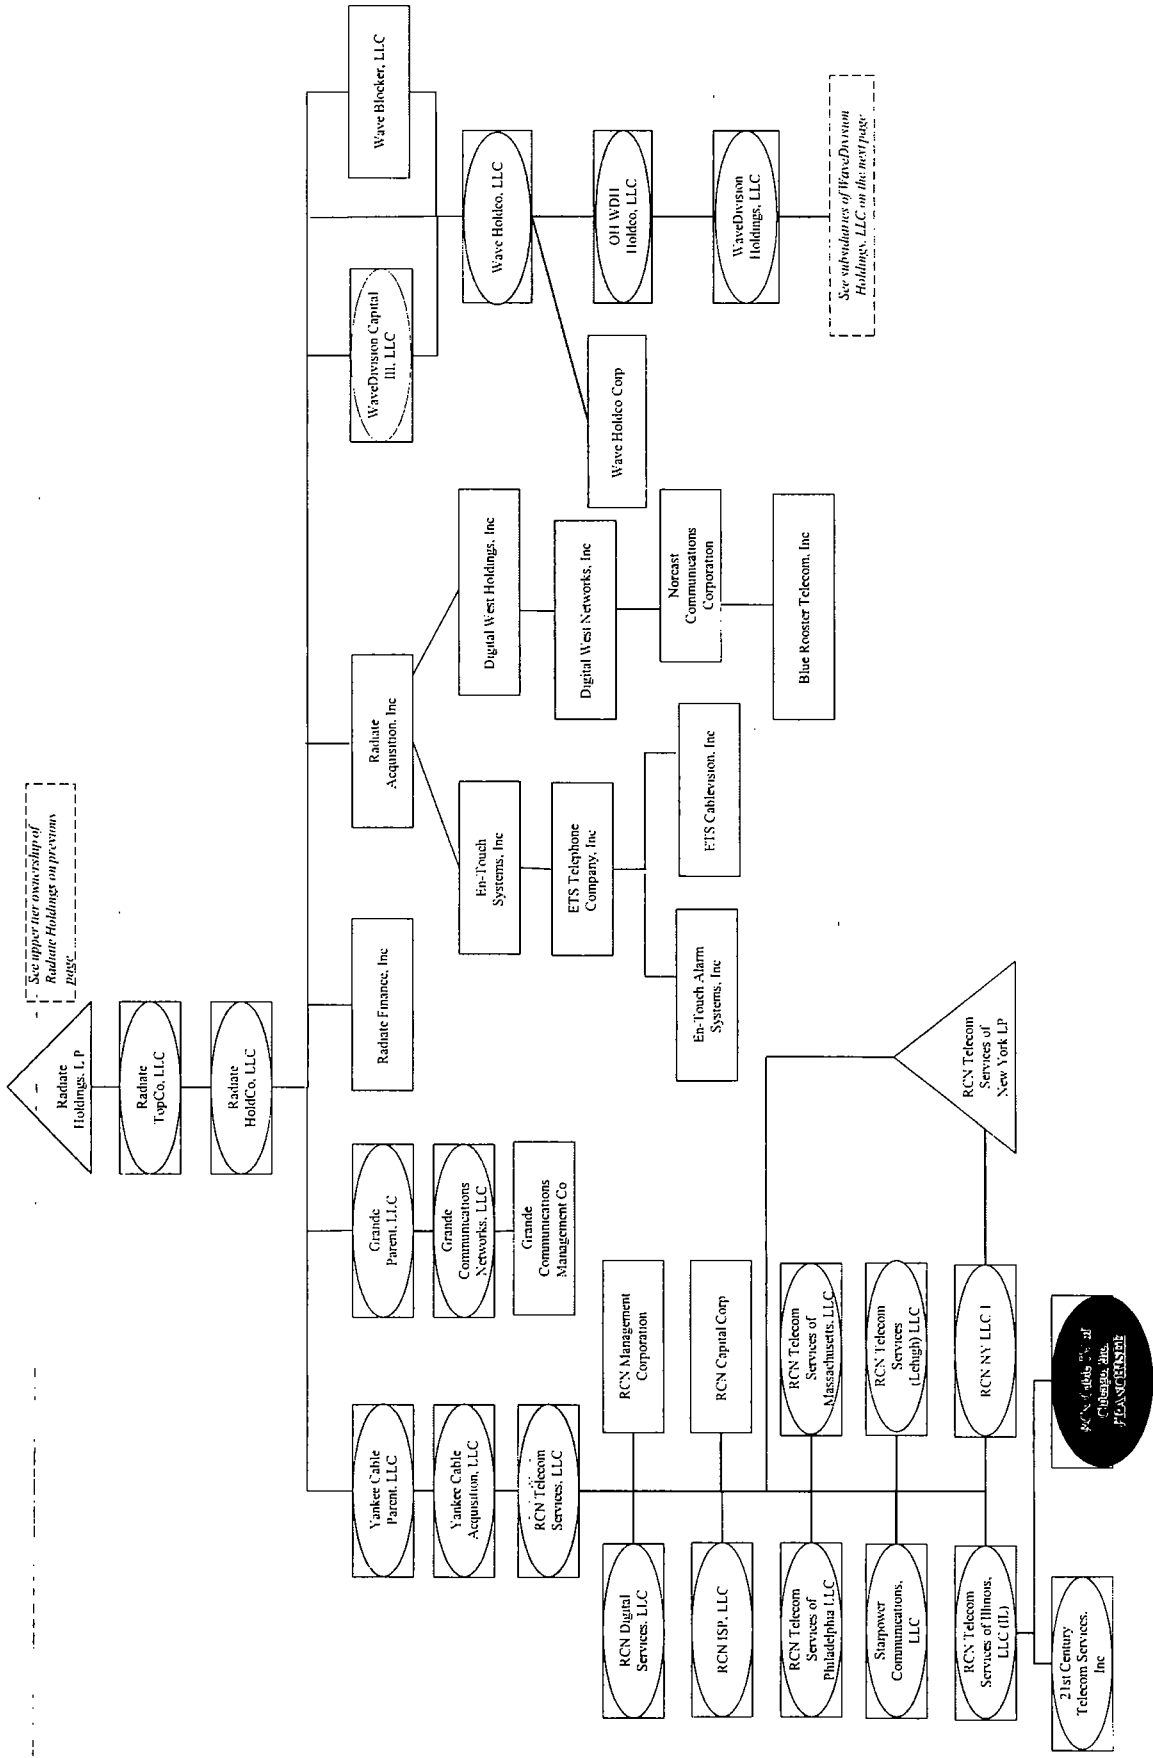 See upper tier ownership of
Radiate Holdings on previous
page
Radiate
Holdings, L P
Radiate
TopCo, LLC
Radiate
HoldCo, LLC
Yankee Cable
Parent, LLC
Grande
Parent, LLC
Radiate Finance, Inc
Radiate
Acquisition, Inc
WaveDivision Capital
III, LLC
Wave Blocker, LLC
Yankee Cable
Acquisition, LLC
Grande
Communications
Networks, LLC
En-Touch
Systems, Inc
Digital West Holdings, Inc
Wave Holdco, LLC
RCN Telecom
Services, LLC
Grande
Communications
Management Co
ETS Telephone
Company, Inc
Digital West Networks, Inc
Wave Holdco Corp
OH WDH
Holdco, LLC
RCN Digital
Services, LLC
RCN Management
Corporation
En-Touch Alarm
Systems, Inc
ETS Cablevision, Inc
Norcast
Communications
Corporation
WaveDivision
Holdings, LLC
RCN ISP, LLC
RCN Capital Corp
Blue Rooster Telecom, Inc
See subsidiaries of WaveDivision
Holdings, LLC on the next page
RCN Telecom
Services of
Philadelphia LLC
RCN Telecom
Services of
Massachusetts, LLC
Starpower
Communications,
LLC
RCN Telecom
Services
(Lehigh) LLC
RCN Telecom
Services of Illinois,
LLC (IL)
RCN NY LLC 1
RCN Telecom
Services of
New York LP
21st Century
Telecom Services,
Inc
RCN Cable TV of
Chicago, Inc.